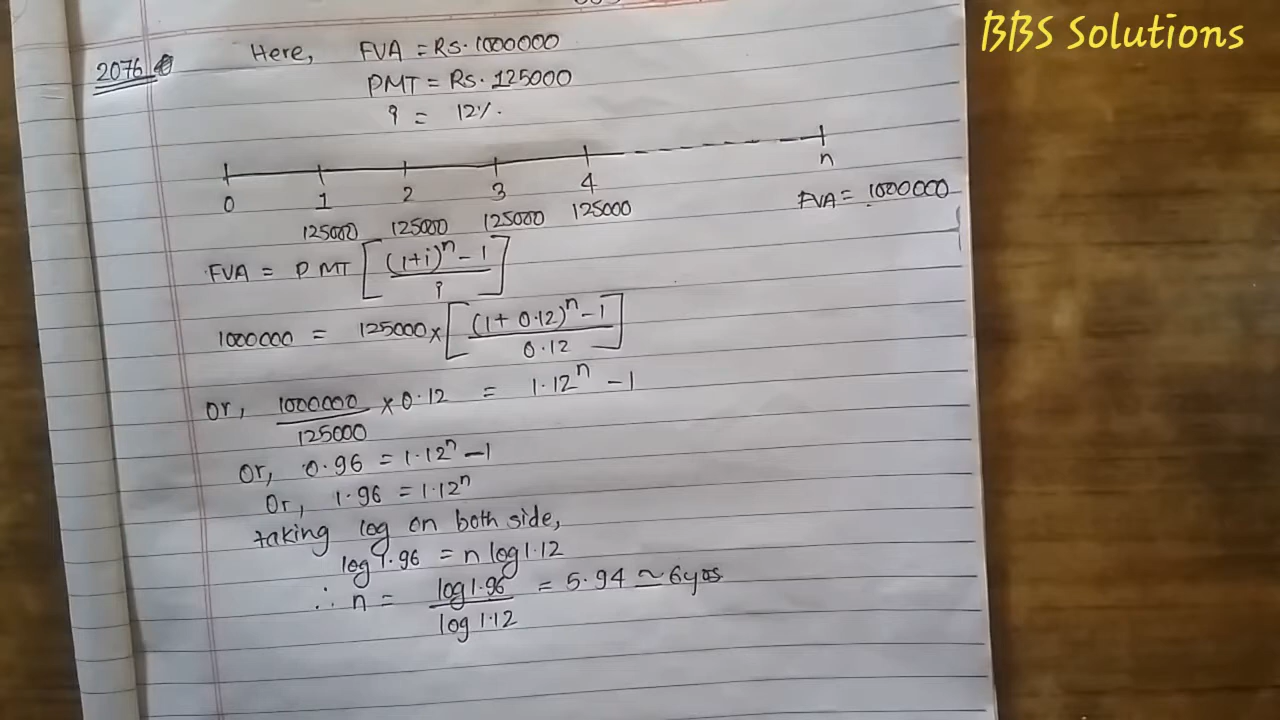 BBS Solutions
2076
Here, FVA = RS. 1000000
PMT = RS. 125000
i = 12%.
0 1 2 3 4 n
125000 125000 125000 125000 FVA = 1000000
FVA = PMT [ (1+i)^n - 1 / i ]
1000000 = 125000 × [ (1 + 0.12)^n - 1 / 0.12 ]
Or, 1000000 / 125000 × 0.12 = 1.12^n - 1
Or, 0.96 = 1.12^n - 1
Or, 1.96 = 1.12^n
taking log on both side,
log 1.96 = n log 1.12
∴ n = log 1.96 / log 1.12 = 5.94 ≃ 6 yrs